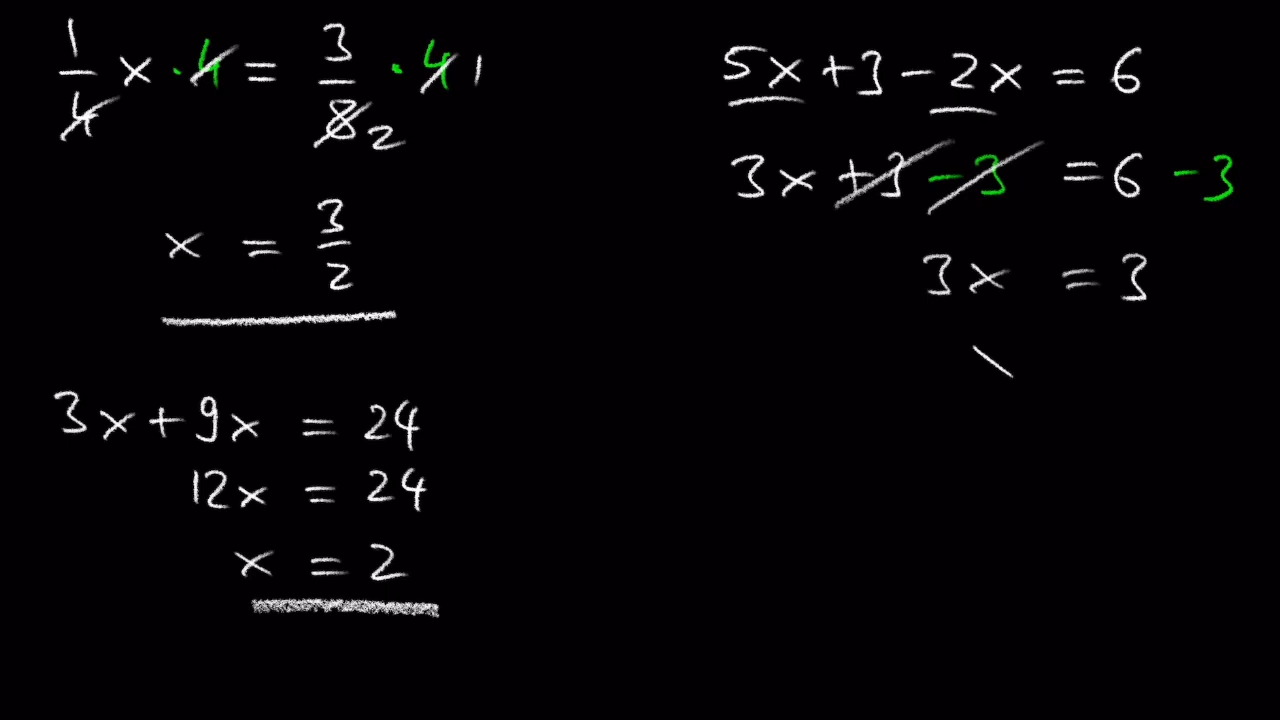 1/4 x · 4 = 3/8 2 · 4 1
x = 3/2
3x + 9x = 24
12x = 24
x = 2
5x + 3 - 2x = 6
3x + 3 - 3 = 6 - 3
3x = 3